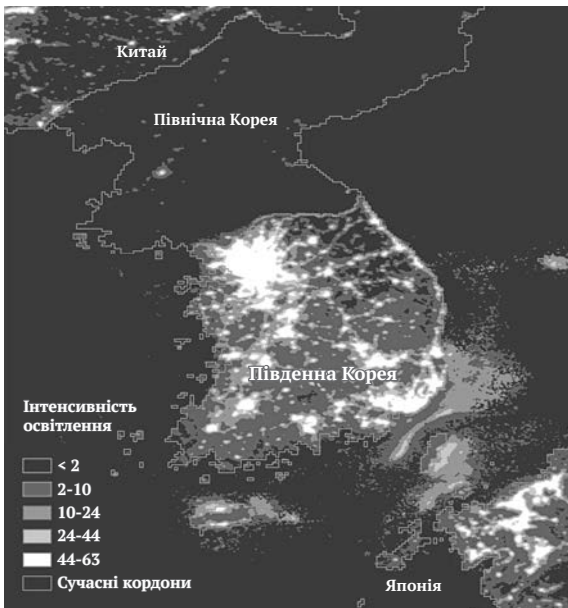 Китай
Північна Корея
Південна Корея
Інтенсивність
освітлення
< 2
2-10
10-24
24-44
44-63
Сучасні кордони
Японія